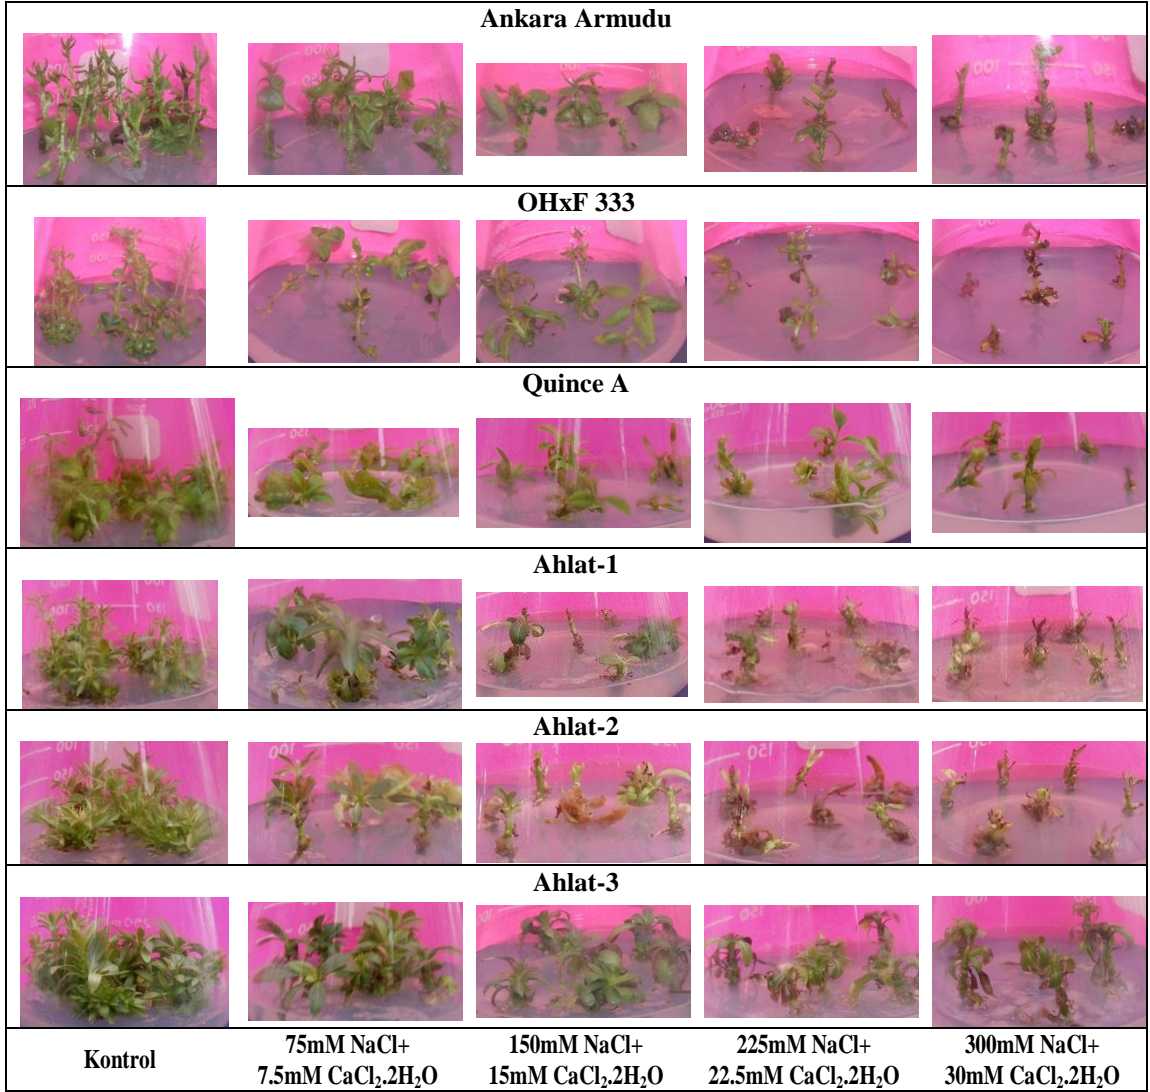 Ankara Armudu
OHxF 333
Quince A
Ahlat-1
Ahlat-2
Ahlat-3
Kontrol
75mM NaCl+
7.5mM CaCl₂.2H₂O
150mM NaCl+
15mM CaCl₂.2H₂O
225mM NaCl+
22.5mM CaCl₂.2H₂O
300mM NaCl+
30mM CaCl₂.2H₂O